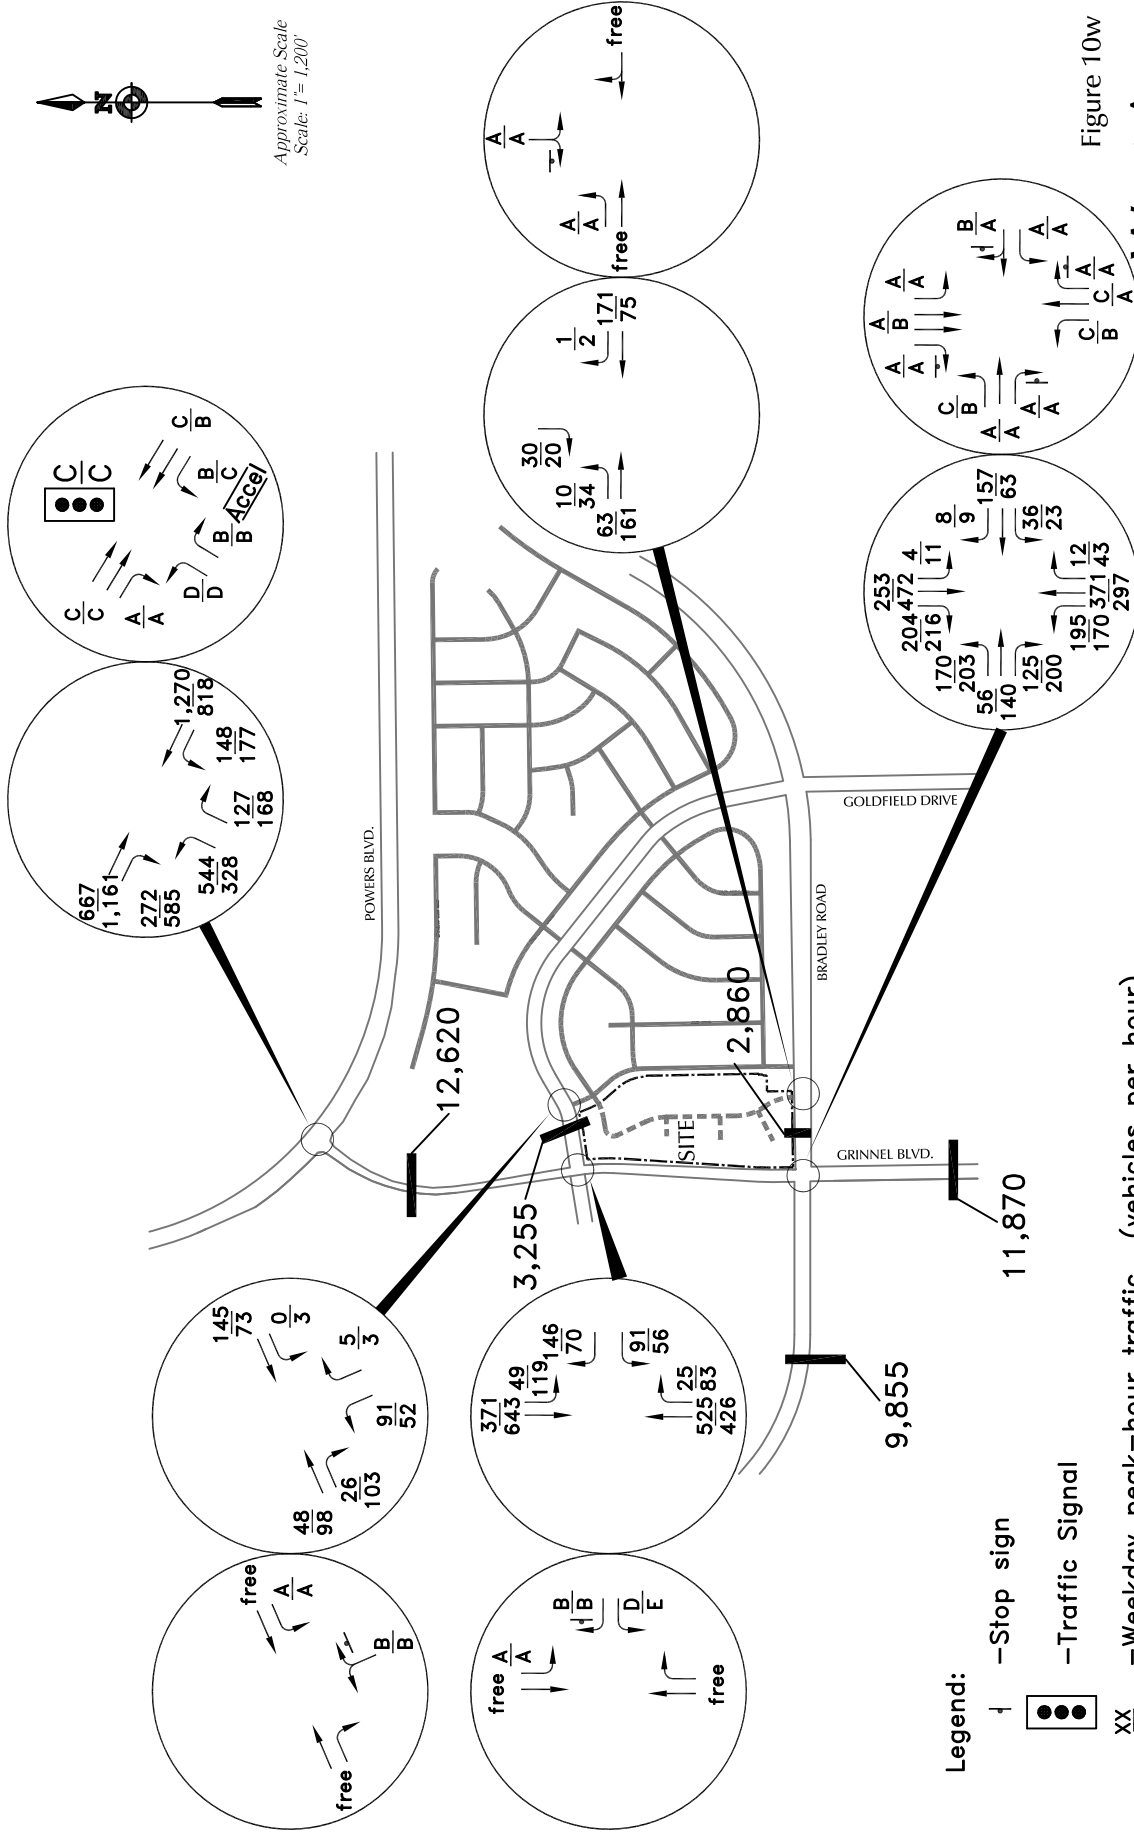 Approximate Scale
Scale: 1"= 1,200'
N
C
C
C
C
A
A
D
D
B
B
B
C
C
B
Accel
667
1,161
272
585
544
328
127
168
148
177
1,270
818
POWERS BLVD.
12,620
A
A
A
A
free
free
30
20
10
34
63
161
1
2
171
75
A
A
A
B
A
A
C
B
A
A
A
A
B
A
A
A
C
B
C
A
A
A
253
472
204
216
4
11
170
203
56
140
125
200
8
9
157
63
36
23
195
170
371
297
12
43
GOLDFIELD DRIVE
BRADLEY ROAD
2,860
SITE
GRINNEL BLVD.
3,255
11,870
9,855
145
73
0
3
5
3
91
52
26
103
48
98
free
A
A
B
B
free
371
643
49
119
146
70
91
56
25
83
525
426
free
A
A
B
B
D
E
free
Figure 10w
Legend:
-Stop sign
-Traffic Signal
XX
-Weekday peak-hour traffic (vehicles per hour)